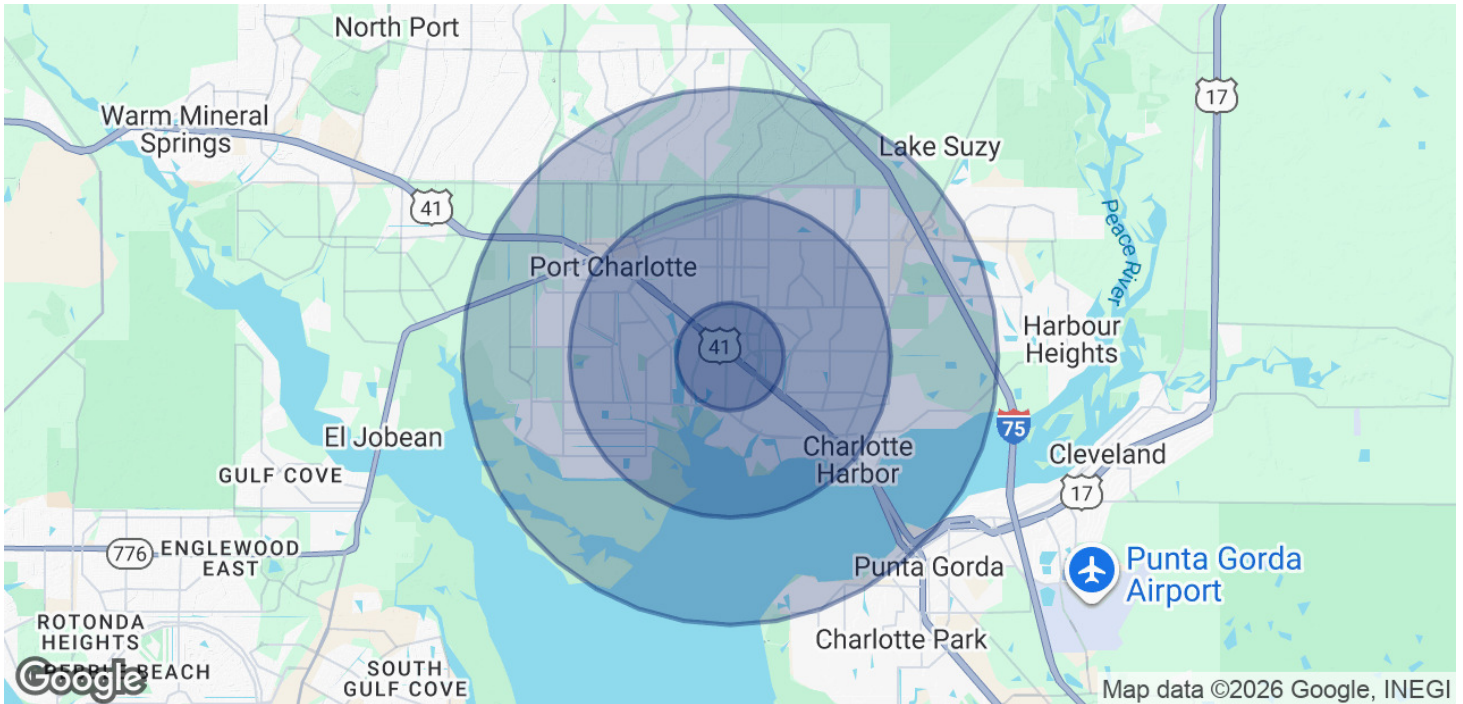 North Port
17
Warm Mineral
Springs
Lake Suzy
41
Peace River
Port Charlotte
Harbour
Heights
41
75
El Jobean
Charlotte
Harbor
Cleveland
GULF COVE
17
776
ENGLEWOOD
EAST
Punta Gorda
Punta Gorda
Airport
ROTONDA
HEIGHTS
Charlotte Park
BEACH
SOUTH
GULF COVE
Google
Map data ©2026 Google, INEGI